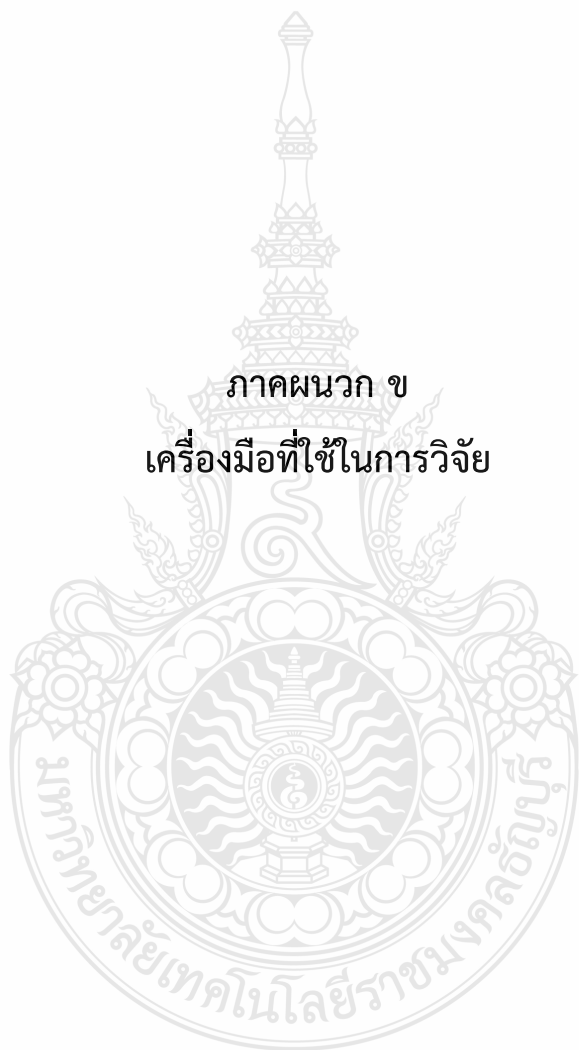 ภาคผนวก ข
เครื่องมือที่ใช้ในการวิจัย
มหาวิทยาลัยเทคโนโลยีราชมงคลธัญบุรี